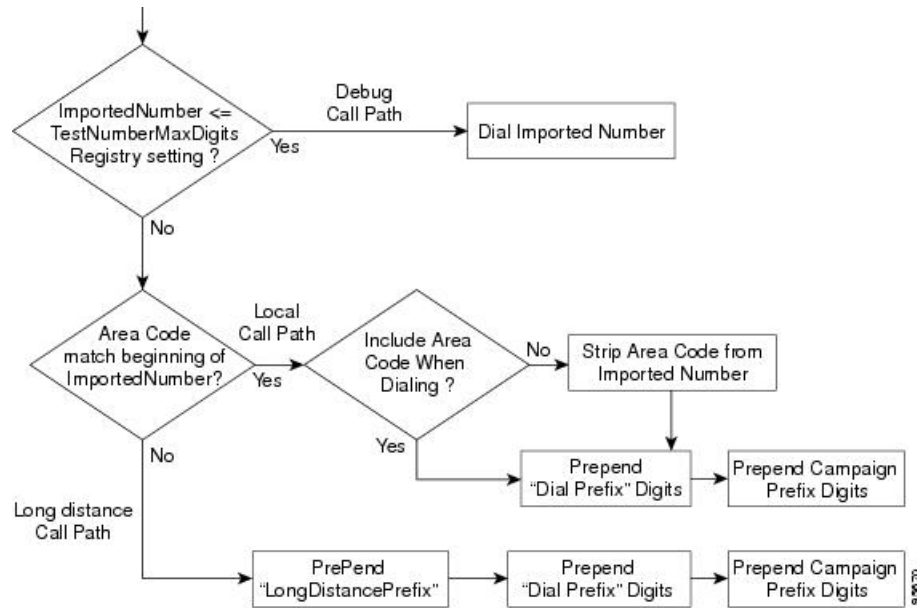 ImportedNumber <=
TestNumberMaxDigits
Registry setting ?
Debug
Call Path
Yes
Dial Imported Number
No
Area Code
match beginning of
ImportedNumber?
Local
Call Path
Yes
Include Area
Code When
Dialing ?
No
Strip Area Code from
Imported Number
Yes
Prepend
“Dial Prefix” Digits
Prepend Campaign
Prefix Digits
No
Long distance
Call Path
PrePend
“LongDistancePrefix”
Prepend
“Dial Prefix” Digits
Prepend Campaign
Prefix Digits